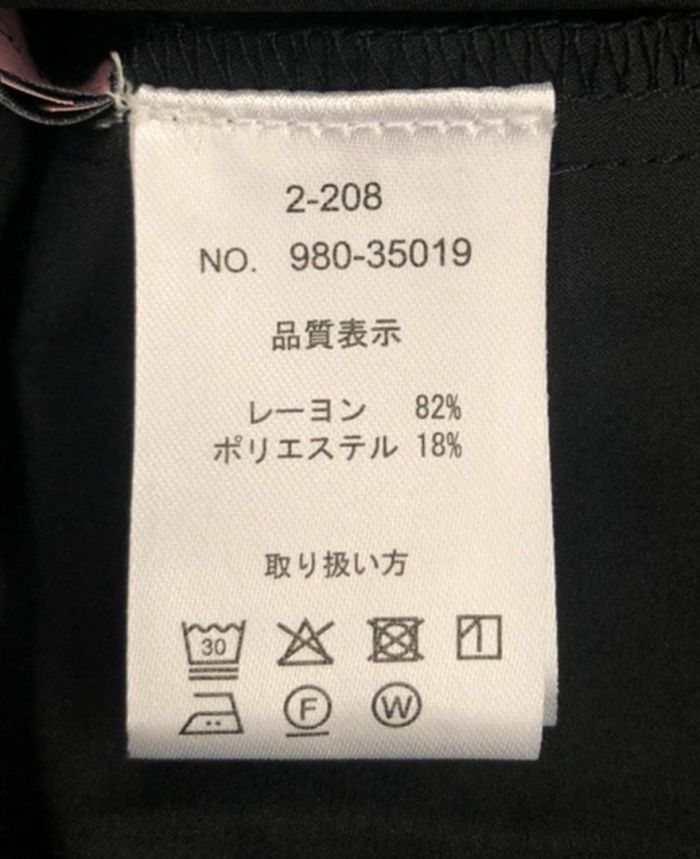 2-208
NO. 980-35019
品質表示
レーヨン 82%
ポリエステル 18%
取り扱い方
30
F W